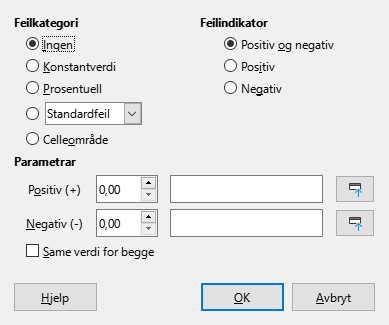 Feilkategori Feilindikator
Ingen Positiv og negativ
Konstantverdi Positiv
Prosentuell Negativ
Standardfeil
Celleområde
Parametrar
Positiv (+) 0,00
Negativ (-) 0,00
Same verdi for begge
Hjelp OK Avbryt